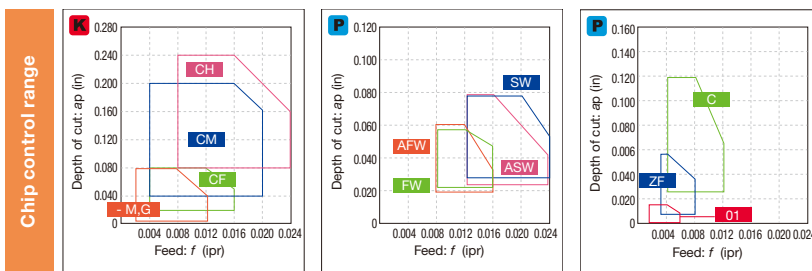 Chip control range
K
Depth of cut: ap (in)
0.280
0.240
0.200
0.160
0.120
0.080
0.040
0
CH
CM
CF
- M,G
0.004 0.008 0.012 0.016 0.020 0.024
Feed: f (ipr)
P
Depth of cut: ap (in)
0.120
0.100
0.080
0.060
0.040
0.020
SW
AFW
ASW
FW
0.004 0.008 0.012 0.016 0.020 0.024
Feed: f (ipr)
P
Depth of cut: ap (in)
0.160
0.140
0.120
0.100
0.080
0.060
0.040
0.020
0
C
ZF
01
0.004 0.008 0.012 0.016 0.020 0.024
Feed: f (ipr)